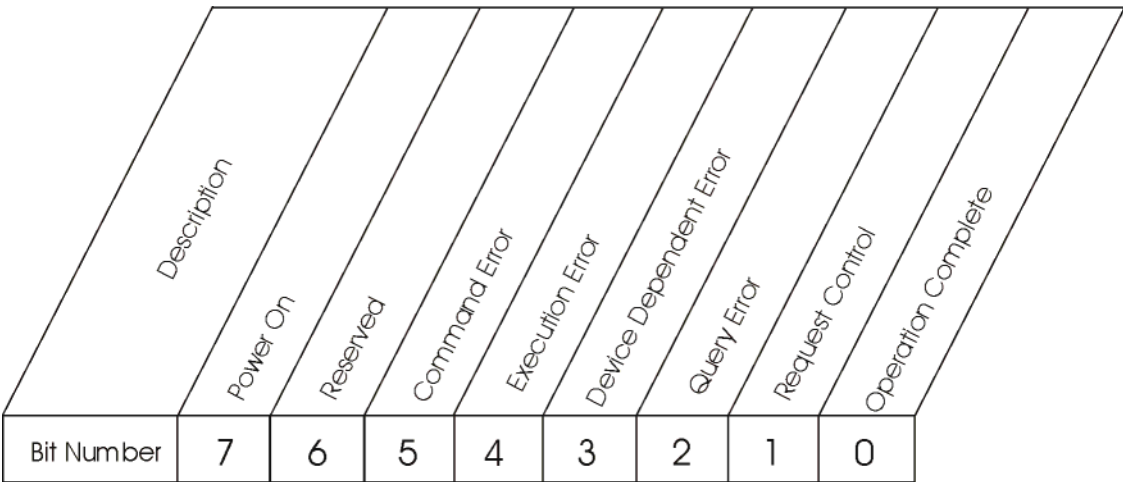 Description
Power On
Reserved
Command Error
Execution Error
Device Dependent Error
Query Error
Request Control
Operation Complete
Bit Number 7 6 5 4 3 2 1 0